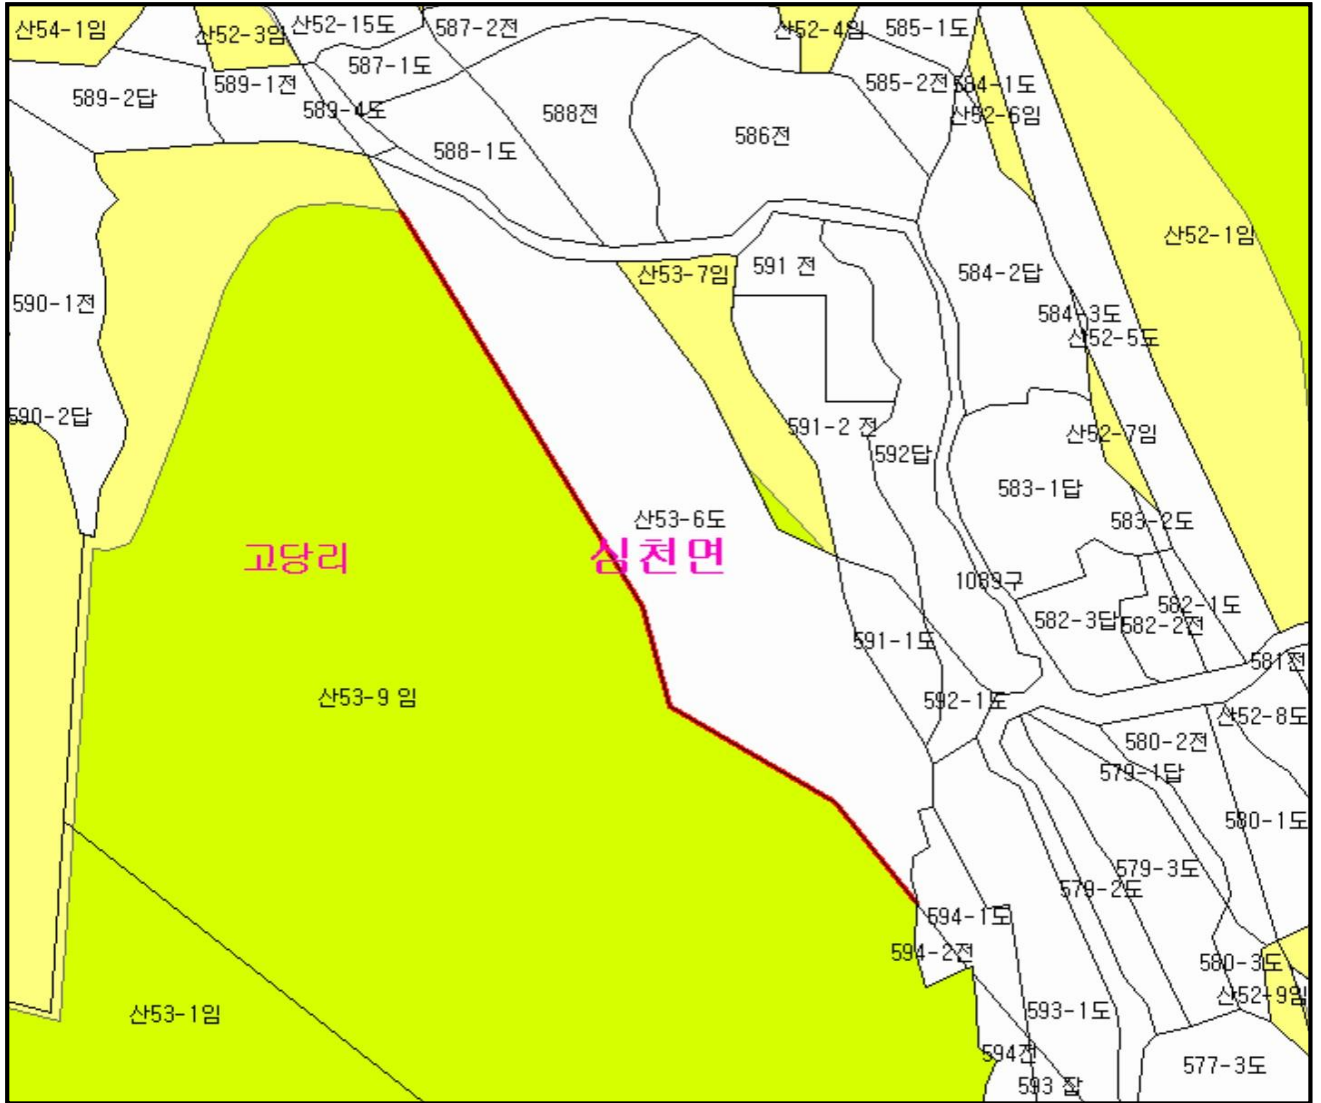 산54-1임
산52-3임
산52-15도
587-2전
산52-4임
585-1도
587-1도
589-1전
589-2답
589-4도
588전
585-2전
584-1도
산52-6임
586전
588-1도
산52-1임
591 전
산53-7임
584-2답
590-1전
584-3도
산52-5도
590-2답
591-2 전
산52-7임
592답
583-1답
산53-6도
583-2도
고당리
심천면
1089구
582-1도
582-3답
582-2전
591-1도
581전
산53-9 임
592-1도
산52-8도
580-2전
579-1답
580-1도
579-3도
579-2도
594-1도
594-2전
580-3도
산52-9임
593-1도
산53-1임
594전
577-3도
593 잡